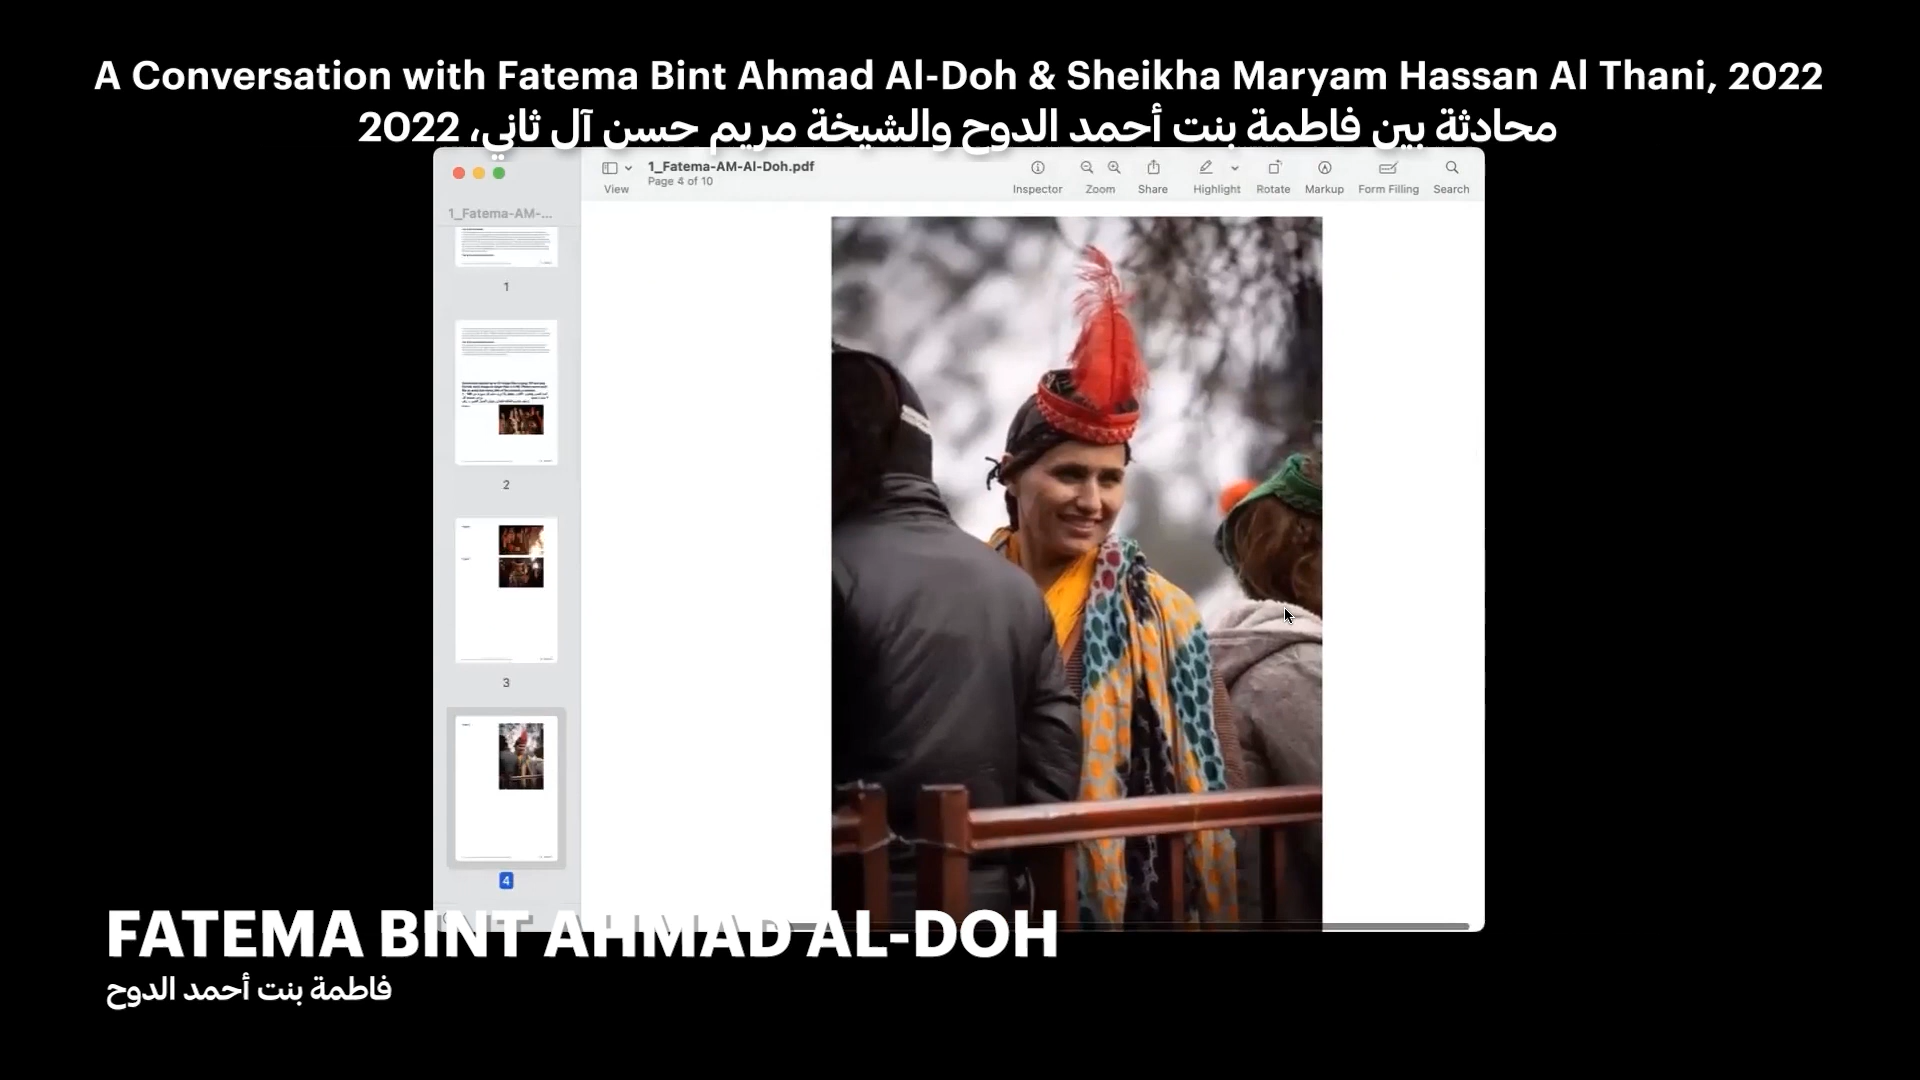 A Conversation with Fatema Bint Ahmad Al-Doh & Sheikha Maryam Hassan Al Thani, 2022
محادثة بين فاطمة بنت أحمد الدوح والشيخة مريم حسن آل ثاني، 2022
1_Fatema-AM-Al-Doh.pdf
Page 4 of 10
View
Inspector
Zoom
Share
Highlight
Rotate
Markup
Form Filling
Search
1_Fatema-AM-...
1
2
3
4
FATEMA BINT AHMAD AL-DOH
فاطمة بنت أحمد الدوح